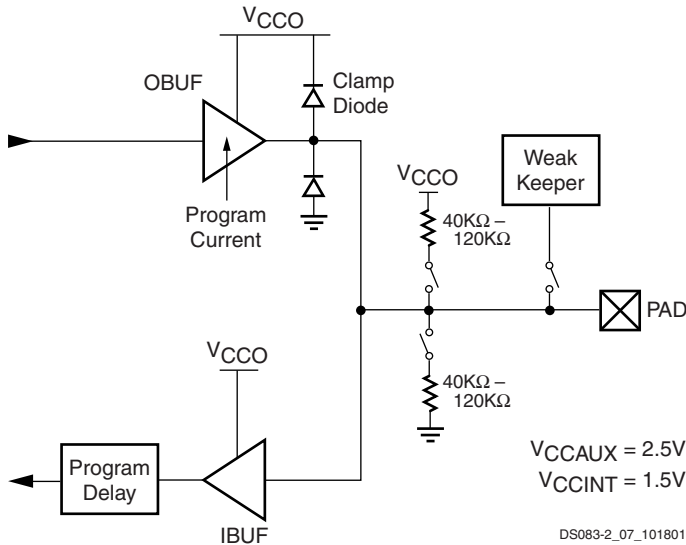 VCCO
OBUF
Clamp
Diode
Program
Current
VCCO
40KΩ –
120KΩ
Weak
Keeper
PAD
40KΩ –
120KΩ
VCCO
Program
Delay
IBUF
VCCAUX = 2.5V
VCCINT = 1.5V
DS083-2_07_101801